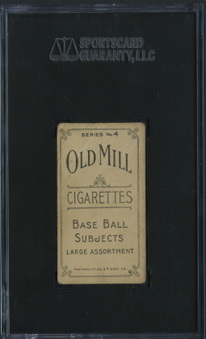 SPORTSCARD
GUARANTY, LLC
SERIES No 4
OLD MILL
CIGARETTES
BASE BALL
SUBJECTS
LARGE ASSORTMENT